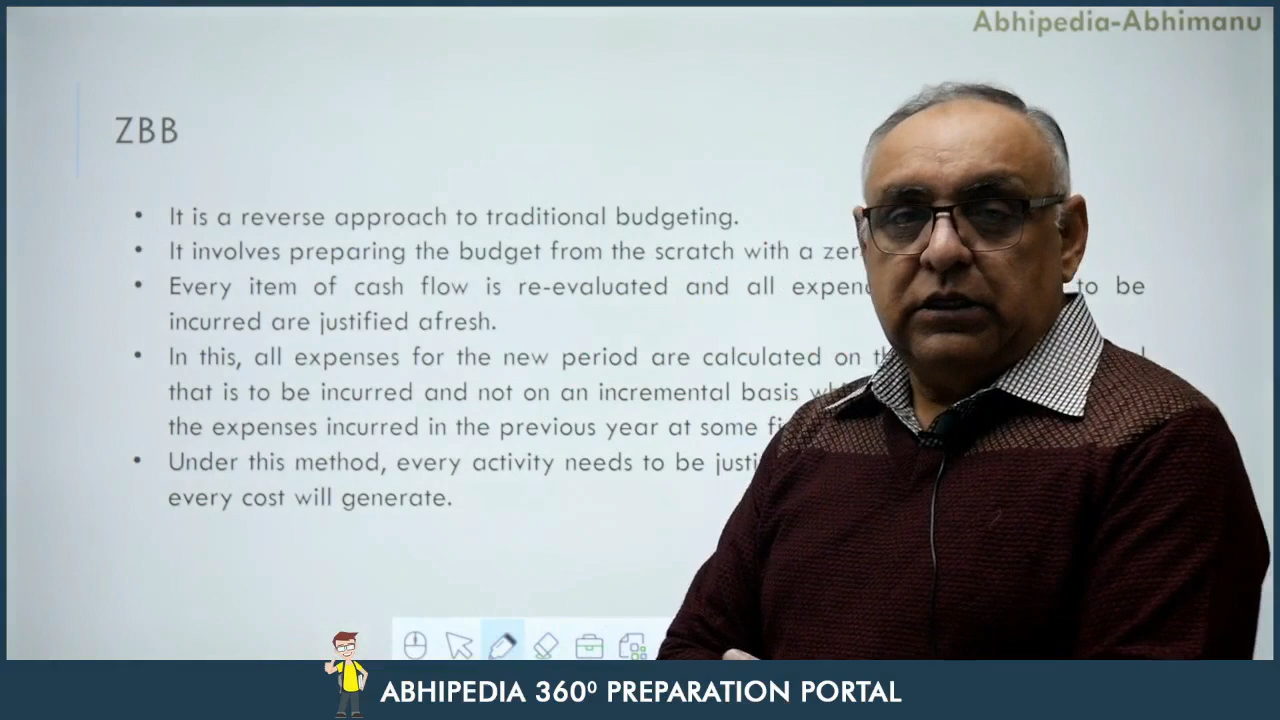 Abhipedia-Abhimanu
ZBB
• It is a reverse approach to traditional budgeting.
• It involves preparing the budget from the scratch with a
• Every item of cash flow is re-evaluated and all to be
incurred are justified afresh.
• In this, all expenses for the new period are calculated on
that is to be incurred and not on an incremental basis
the expenses incurred in the previous year at some
• Under this method, every activity needs to be
every cost will generate.
ABHIPEDIA 360⁰ PREPARATION PORTAL